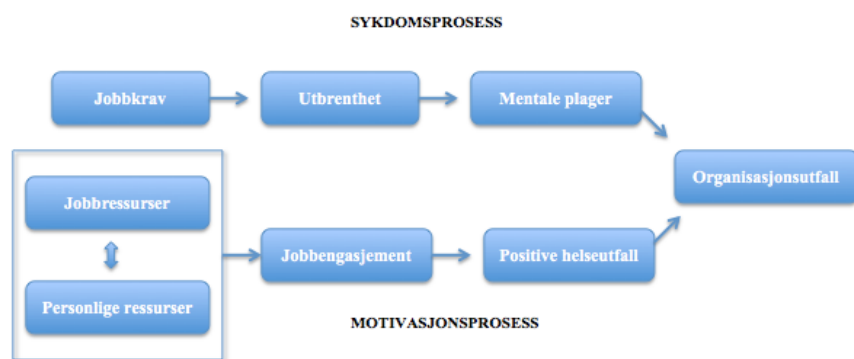 SYKDOMSPROSESS
Jobbkrav
Utbrenthet
Mentale plager
Organisasjonsutfall
Jobbressurser
Jobbengasjement
Positive helseutfall
Personlige ressurser
MOTIVASJONSPROSESS